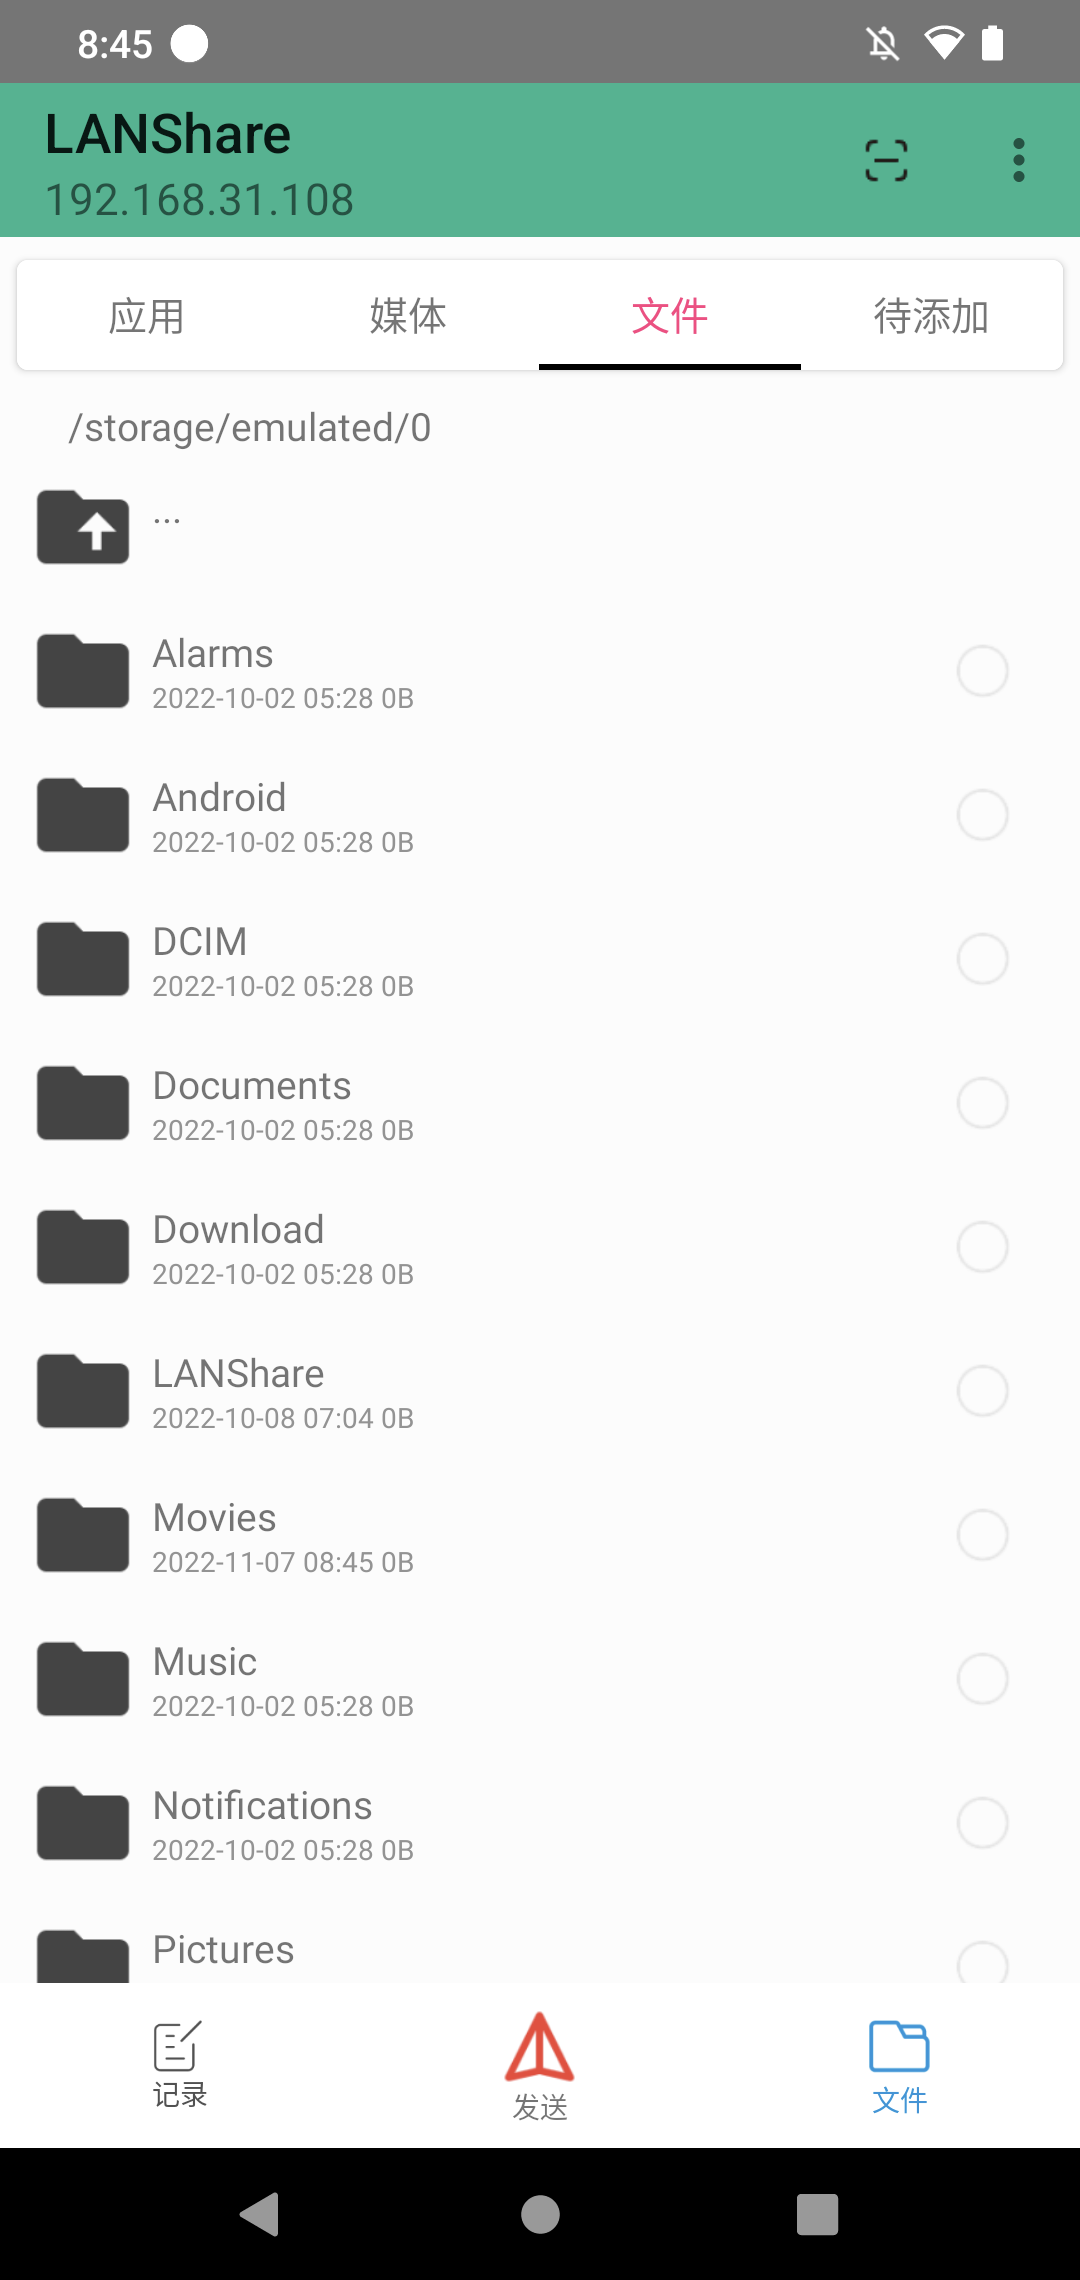 8:45
LANShare
192.168.31.108
应用 媒体 文件 待添加
/storage/emulated/0
...
Alarms
2022-10-02 05:28 0B
Android
2022-10-02 05:28 0B
DCIM
2022-10-02 05:28 0B
Documents
2022-10-02 05:28 0B
Download
2022-10-02 05:28 0B
LANShare
2022-10-08 07:04 0B
Movies
2022-11-07 08:45 0B
Music
2022-10-02 05:28 0B
Notifications
2022-10-02 05:28 0B
Pictures
记录 发送 文件